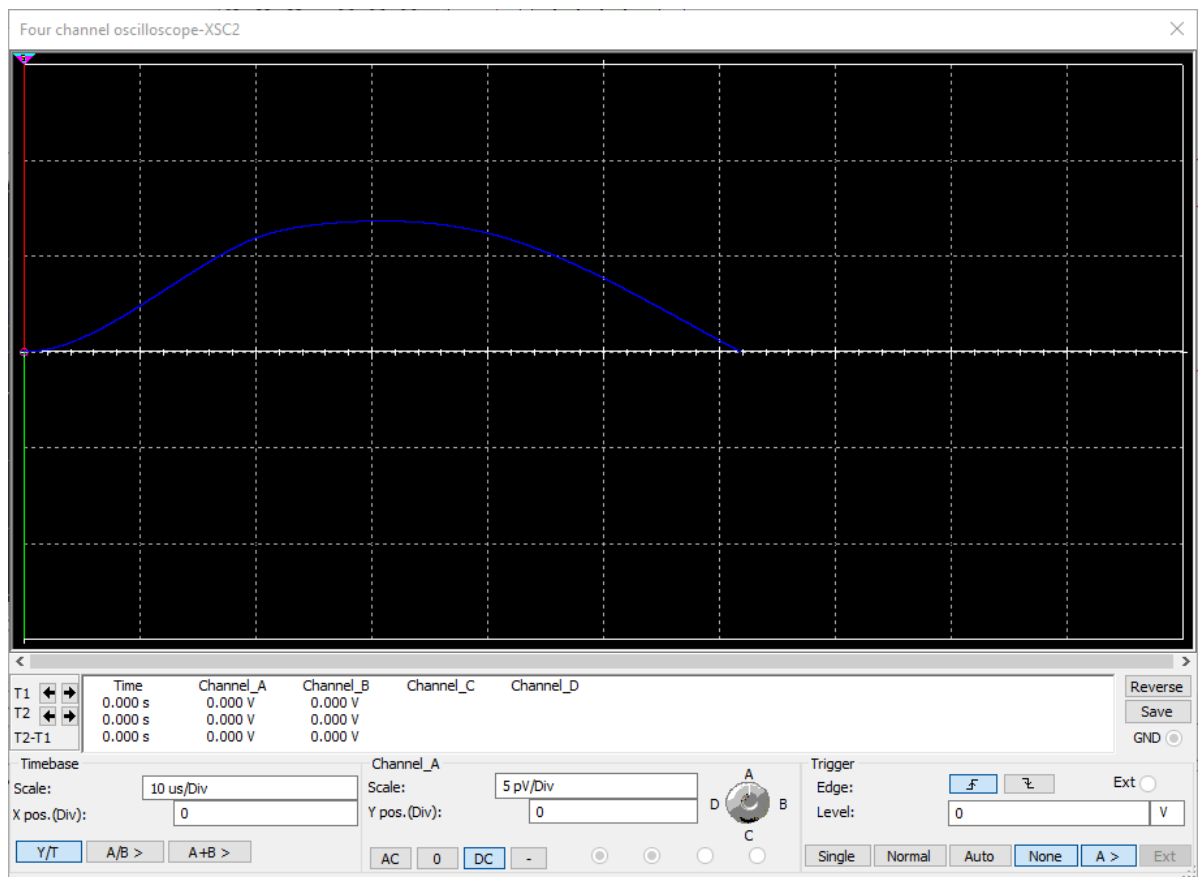 Four channel oscilloscope-XSC2
Time Channel_A Channel_B Channel_C Channel_D
T1 0.000 s 0.000 V 0.000 V
T2 0.000 s 0.000 V 0.000 V
T2-T1 0.000 s 0.000 V 0.000 V
Reverse
Save
GND
Timebase
Scale: 10 us/Div
X pos.(Div): 0
Y/T A/B > A+B >
Channel_A
Scale: 5 pV/Div
Y pos.(Div): 0
AC 0 DC -
A
D B
C
Trigger
Edge: Ext
Level: 0 V
Single Normal Auto None A > Ext